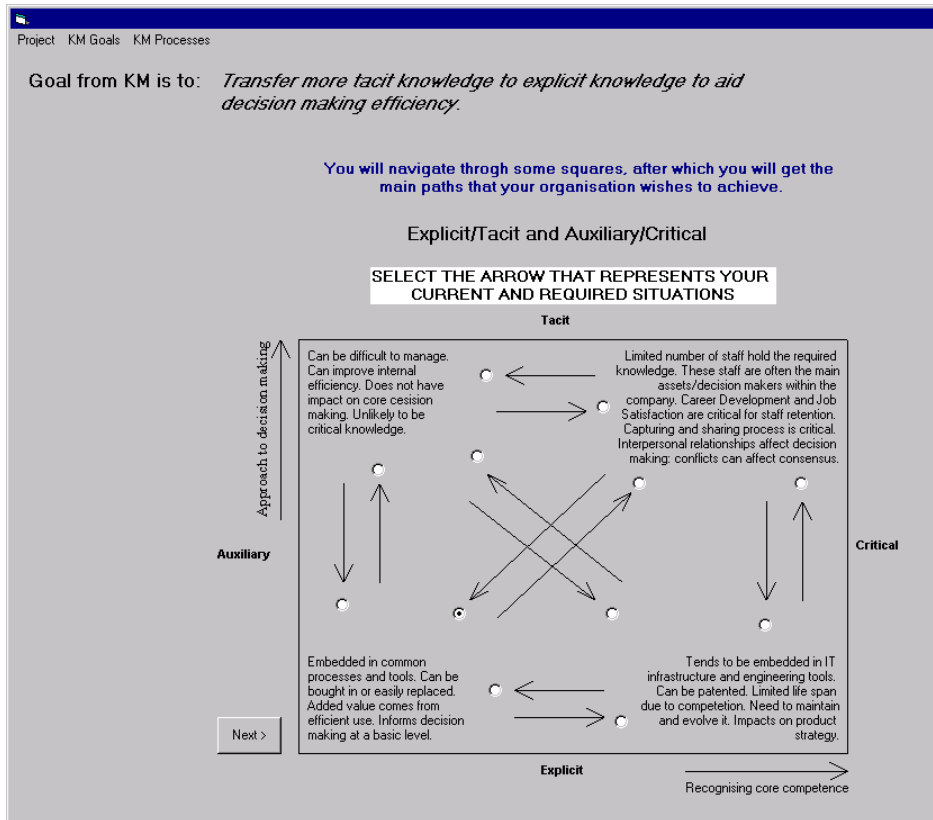 Project KM Goals KM Processes
Goal from KM is to: Transfer more tacit knowledge to explicit knowledge to aid
decision making efficiency.
You will navigate throgh some squares, after which you will get the
main paths that your organisation wishes to achieve.
Explicit/Tacit and Auxiliary/Critical
SELECT THE ARROW THAT REPRESENTS YOUR
CURRENT AND REQUIRED SITUATIONS
Tacit
Approach to decision making
Can be difficult to manage.
Can improve internal
efficiency. Does not have
impact on core cesision
making. Unlikely to be
critical knowledge.
Limited number of staff hold the required
knowledge. These staff are often the main
assets/decision makers within the
company. Career Development and Job
Satisfaction are critical for staff retention.
Capturing and sharing process is critical.
Interpersonal relationships affect decision
making: conflicts can affect consensus.
Auxiliary
Critical
Embedded in common
processes and tools. Can be
bought in or easily replaced.
Added value comes from
efficient use. Informs decision
making at a basic level.
Tends to be embedded in IT
infrastructure and engineering tools.
Can be patented. Limited life span
due to competetion. Need to maintain
and evolve it. Impacts on product
strategy.
Next >
Explicit
Recognising core competence